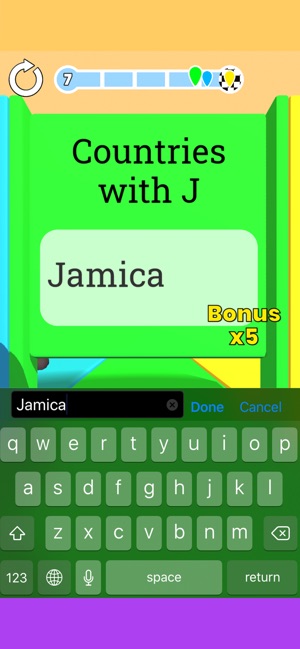 7
Countries
with J
Jamica
Bonus
x5
Jamica
Done
Cancel
q w e r t y u i o p
a s d f g h j k l
z x c v b n m
123
space
return